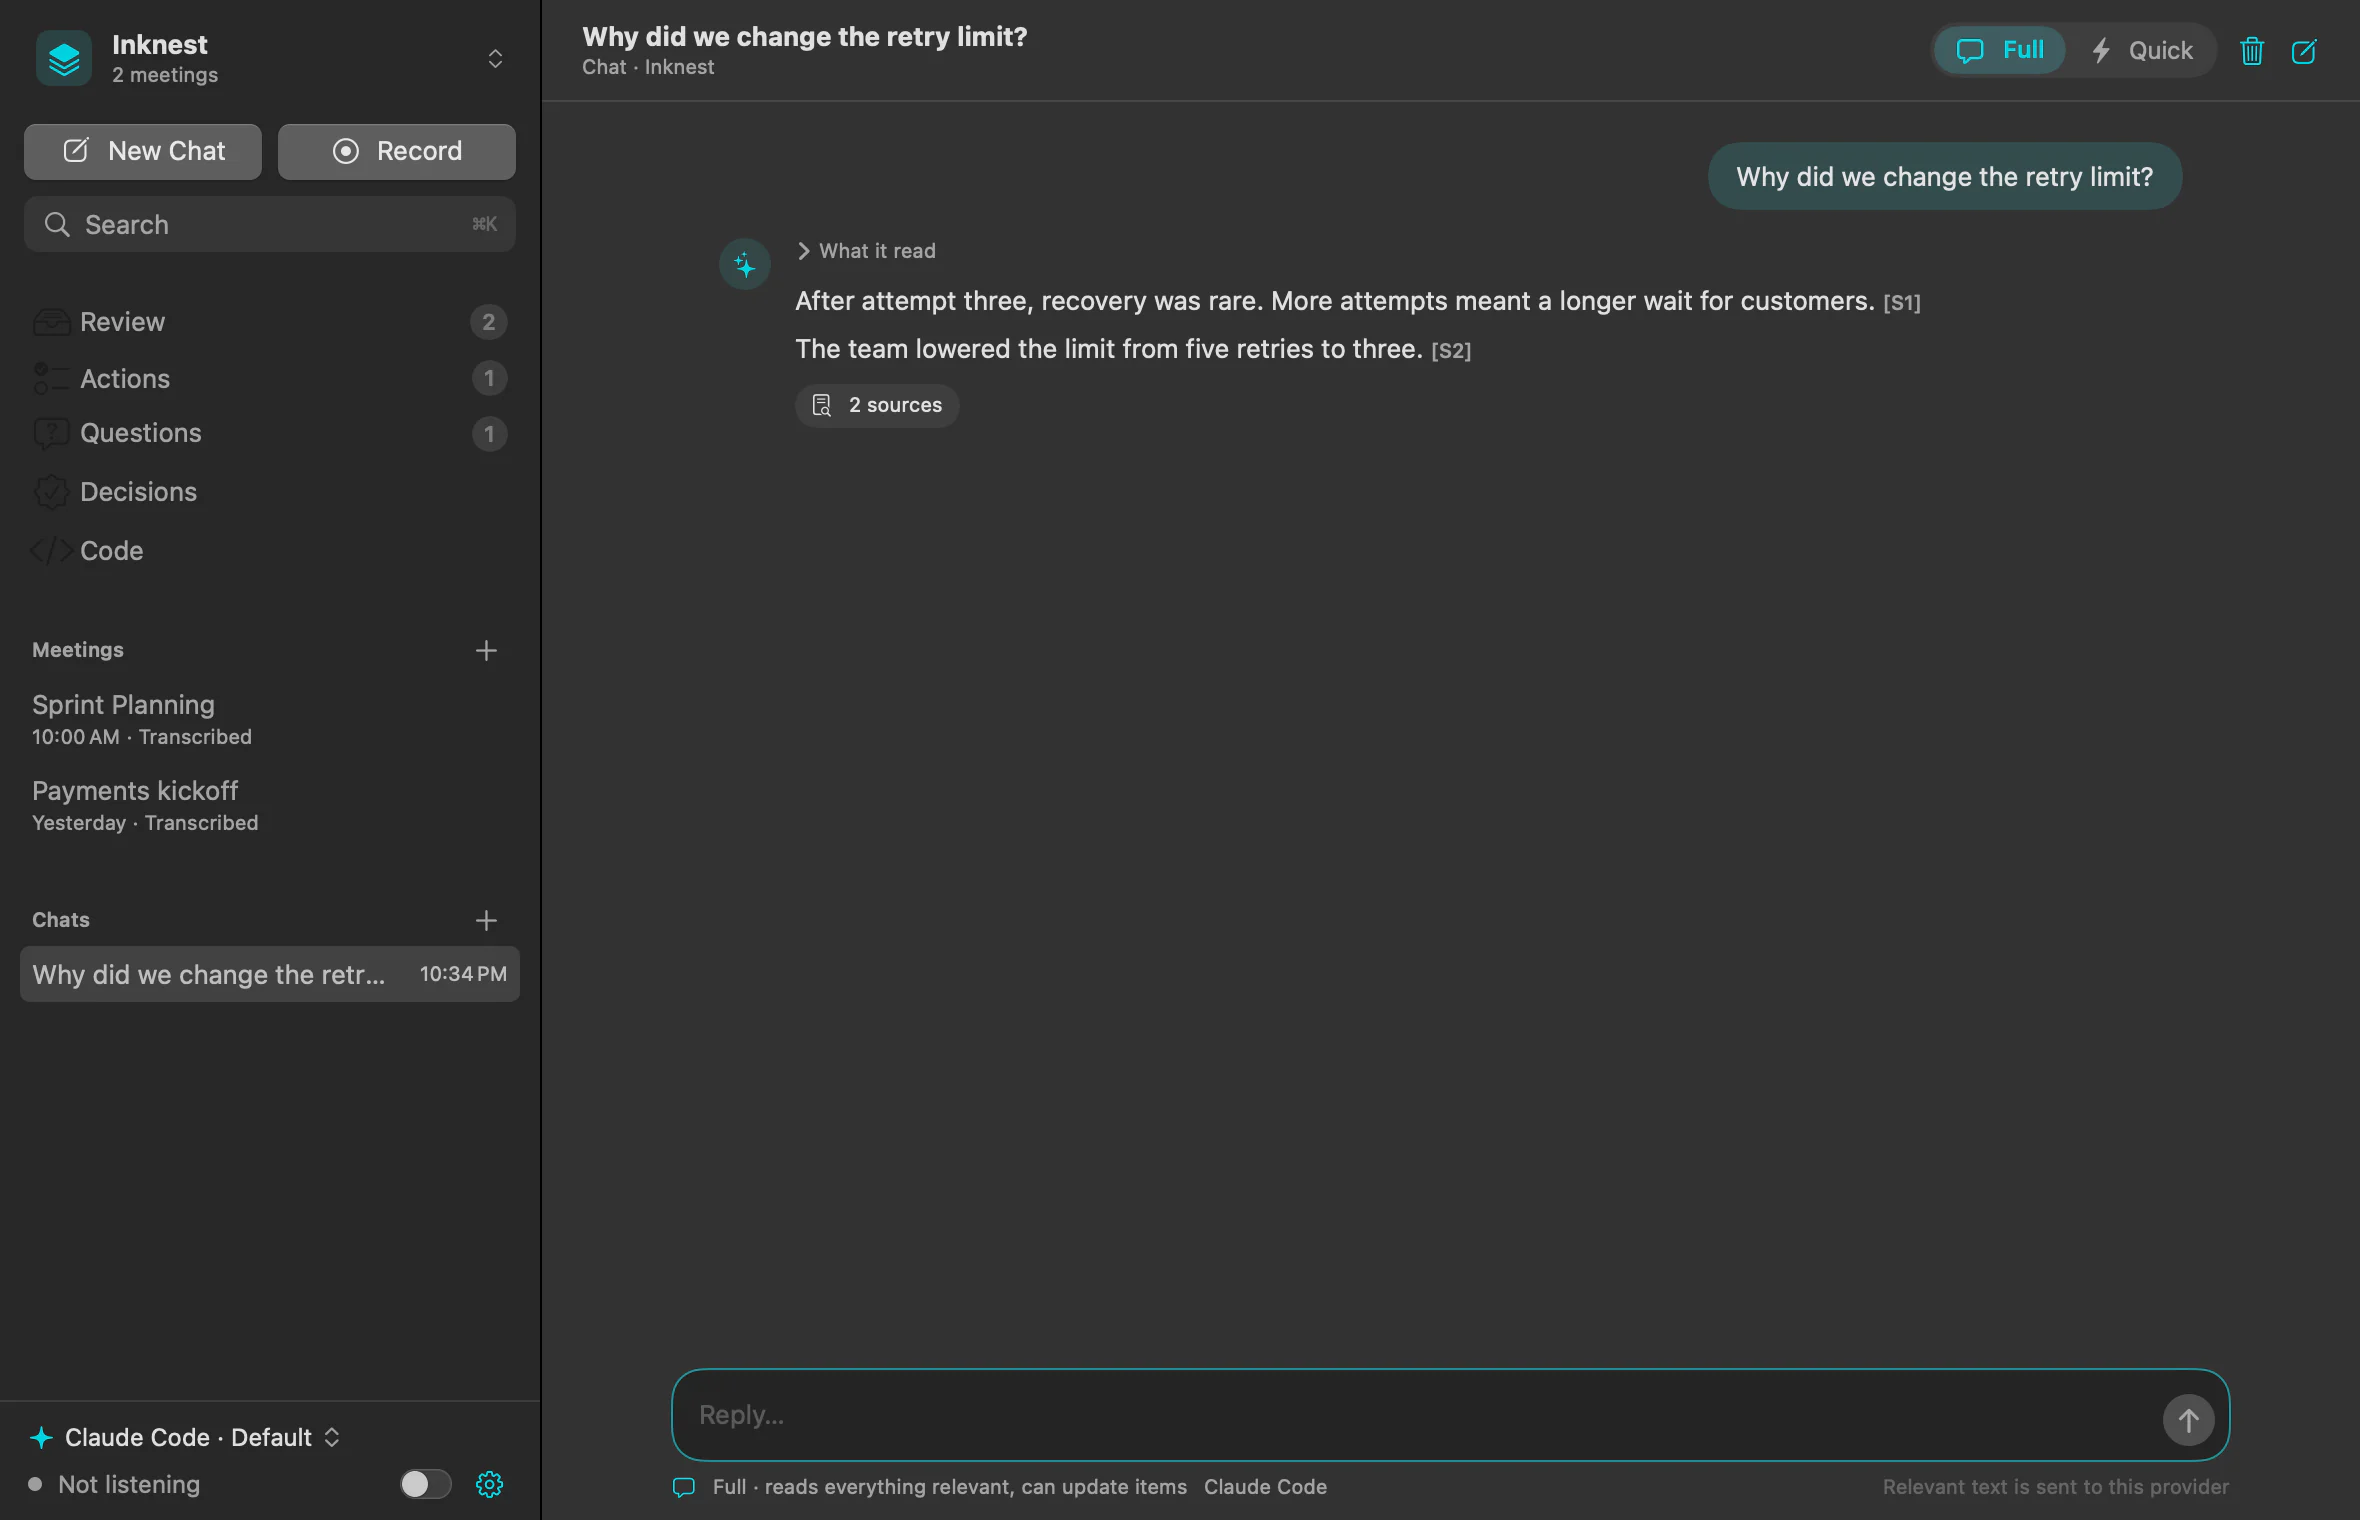 Inknest
2 meetings
New Chat
Record
Search
⌘K
Review
2
Actions
1
Questions
1
Decisions
Code
Meetings
Sprint Planning
10:00 AM · Transcribed
Payments kickoff
Yesterday · Transcribed
Chats
Why did we change the retr...
10:34 PM
Claude Code · Default
Not listening
Why did we change the retry limit?
Chat · Inknest
Full
Quick
Why did we change the retry limit?
What it read
After attempt three, recovery was rare. More attempts meant a longer wait for customers. [S1]
The team lowered the limit from five retries to three. [S2]
2 sources
Reply...
Full · reads everything relevant, can update items
Claude Code
Relevant text is sent to this provider